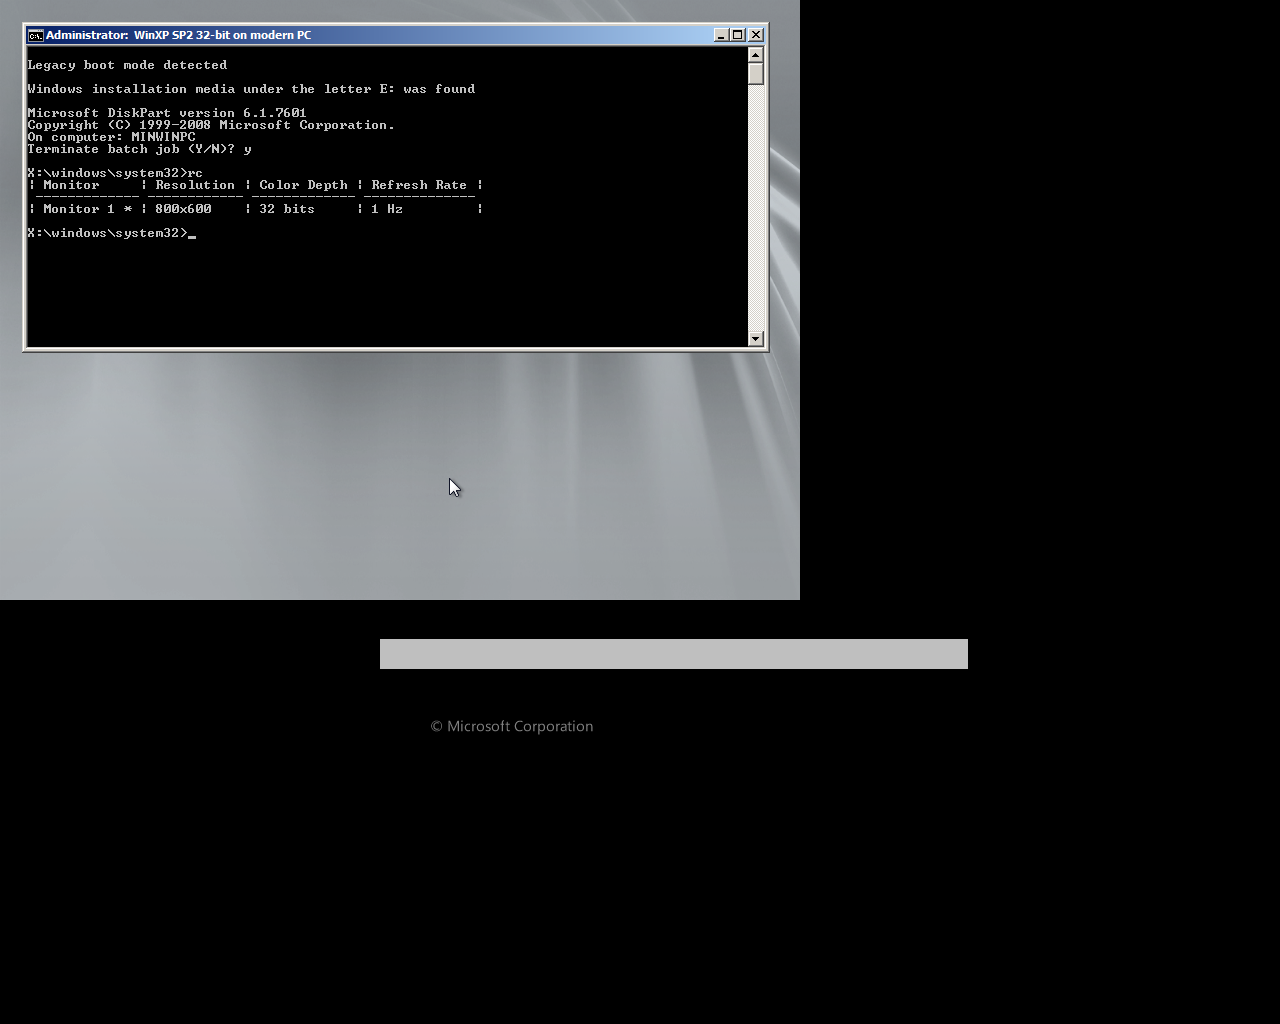 Administrator: WinXP SP2 32-bit on modern PC
Legacy boot mode detected
Windows installation media under the letter E: was found
Microsoft DiskPart version 6.1.7601
Copyright (C) 1999-2008 Microsoft Corporation.
On computer: MINWINPC
Terminate batch job (Y/N)? y
X:\windows\system32>rc
¦ Monitor     ¦ Resolution ¦ Color Depth ¦ Refresh Rate ¦
 ------------- ------------ ------------- --------------
¦ Monitor 1 * ¦ 800x600    ¦ 32 bits     ¦ 1 Hz         ¦
X:\windows\system32>_
© Microsoft Corporation